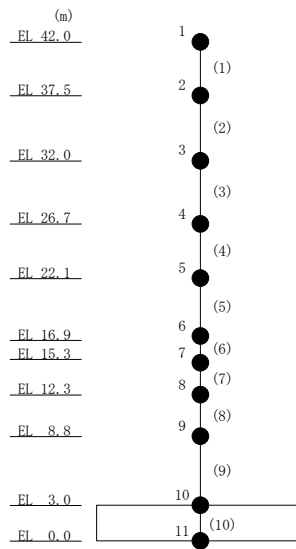 (m)
EL 42.0 1
(1)
EL 37.5 2
(2)
EL 32.0 3
(3)
EL 26.7 4
(4)
EL 22.1 5
(5)
EL 16.9 6
(6)
EL 15.3 7
(7)
EL 12.3 8
(8)
EL 8.8 9
(9)
EL 3.0 10
(10)
EL 0.0 11